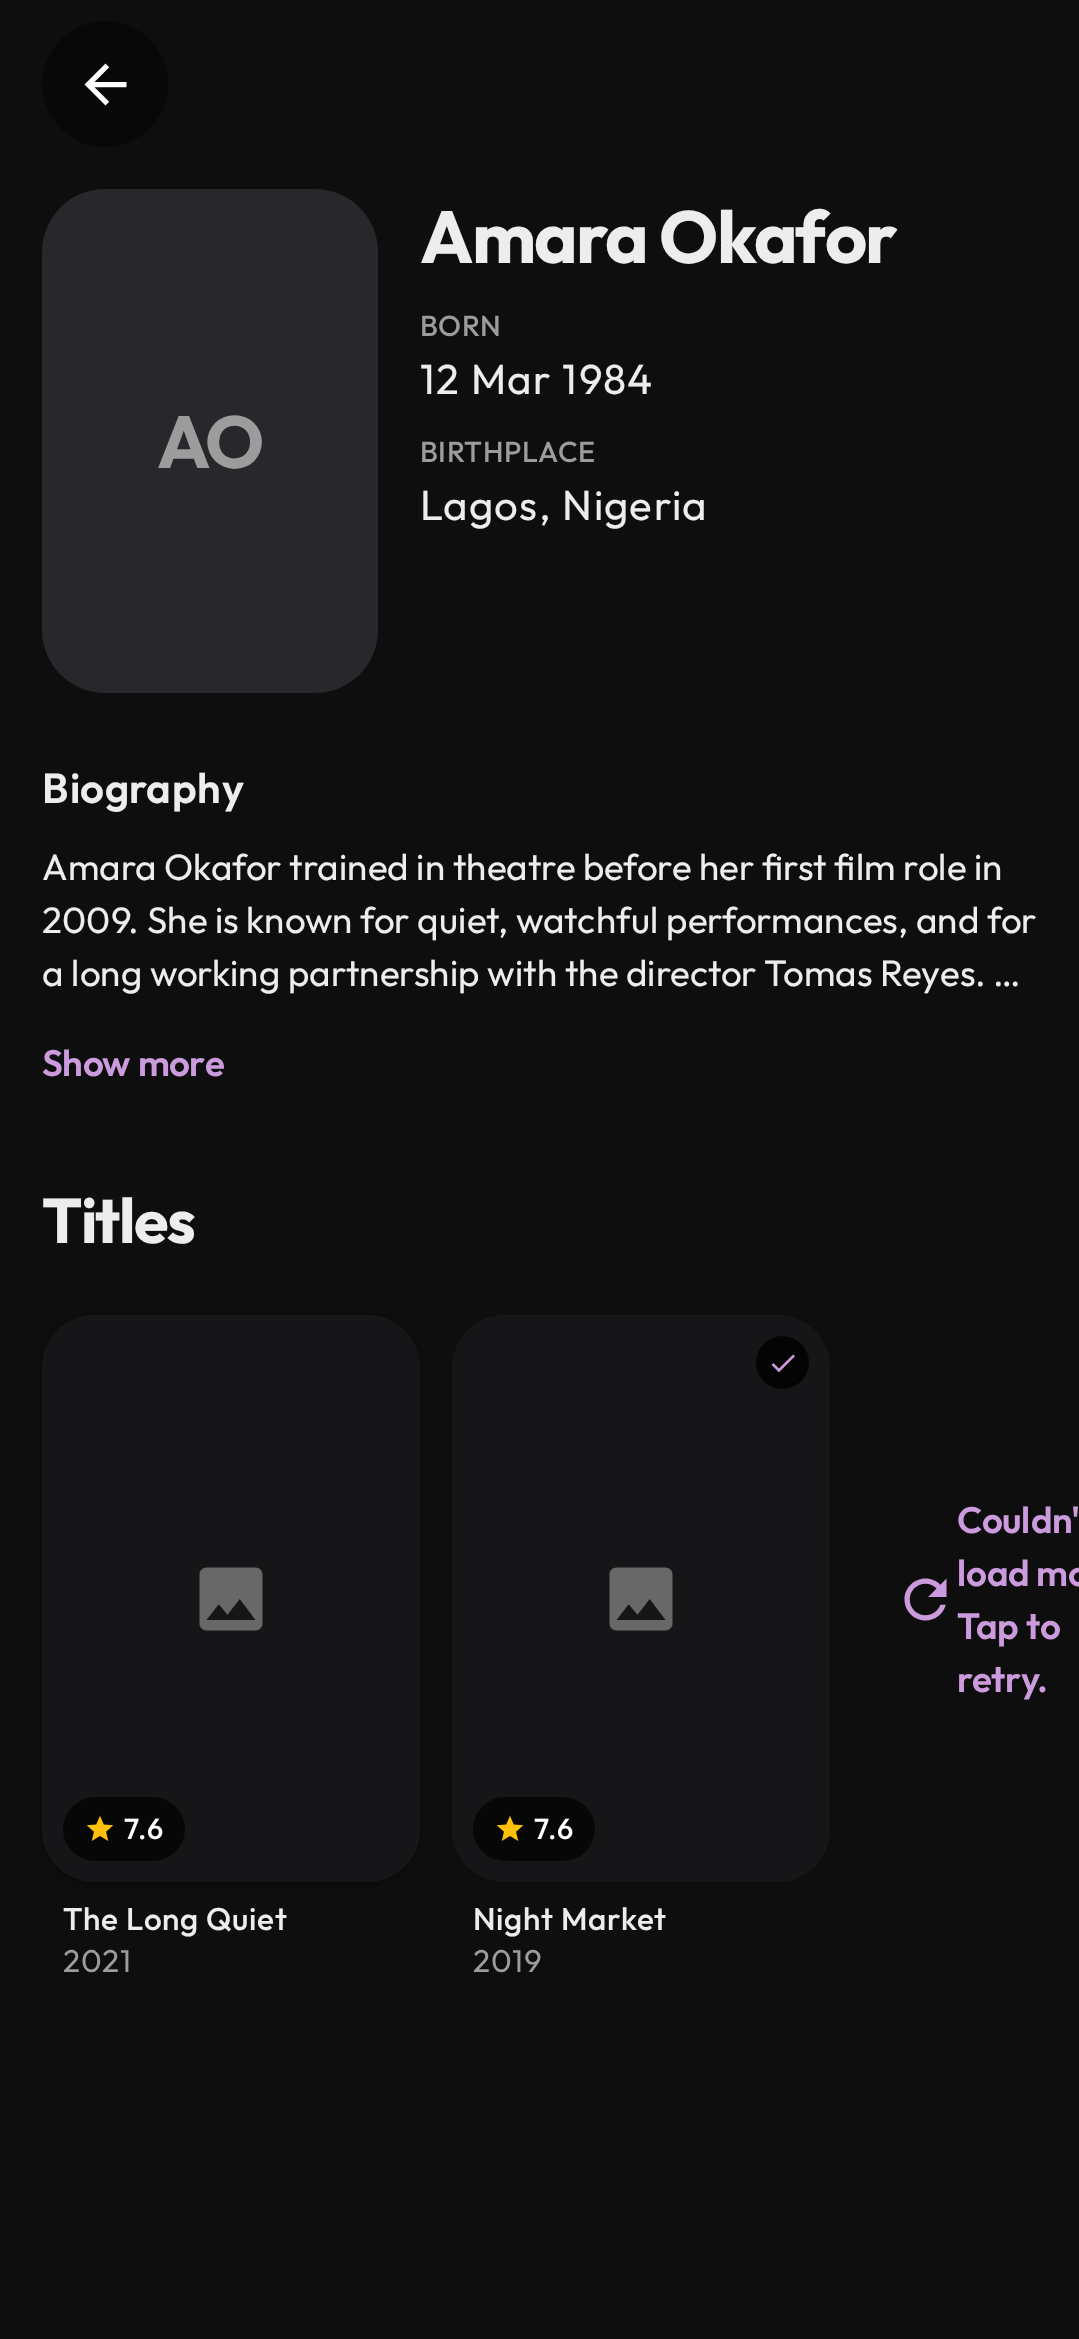 Amara Okafor
BORN
12 Mar 1984
BIRTHPLACE
Lagos, Nigeria
AO
Biography
Amara Okafor trained in theatre before her first film role in
2009. She is known for quiet, watchful performances, and for
a long working partnership with the director Tomas Reyes. ...
Show more
Titles
Couldn'
load mo
Tap to
retry.
7.6
7.6
The Long Quiet
2021
Night Market
2019